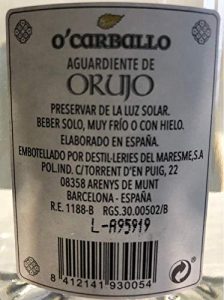 O'CARBALLO
AGUARDIENTE DE
ORUJO
PRESERVAR DE LA LUZ SOLAR.
BEBER SOLO, MUY FRÍO O CON HIELO.
ELABORADO EN ESPAÑA.
EMBOTELLADO POR DESTIL·LERIES DEL MARESME,S.A
POL.IND. C/TORRENT D'EN PUIG, 22
08358 ARENYS DE MUNT
BARCELONA - ESPAÑA
R.E. 1188-B RGS.30.00502/B
L-A95919
8 412141 930054